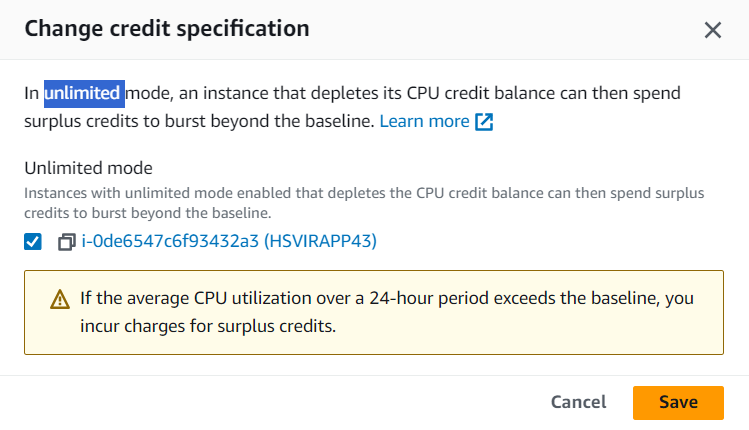 Change credit specification
In unlimited mode, an instance that depletes its CPU credit balance can then spend
surplus credits to burst beyond the baseline. Learn more
Unlimited mode
Instances with unlimited mode enabled that depletes the CPU credit balance can then spend surplus
credits to burst beyond the baseline.
i-0de6547c6f93432a3 (HSVIRAPP43)
If the average CPU utilization over a 24-hour period exceeds the baseline, you
incur charges for surplus credits.
Cancel Save